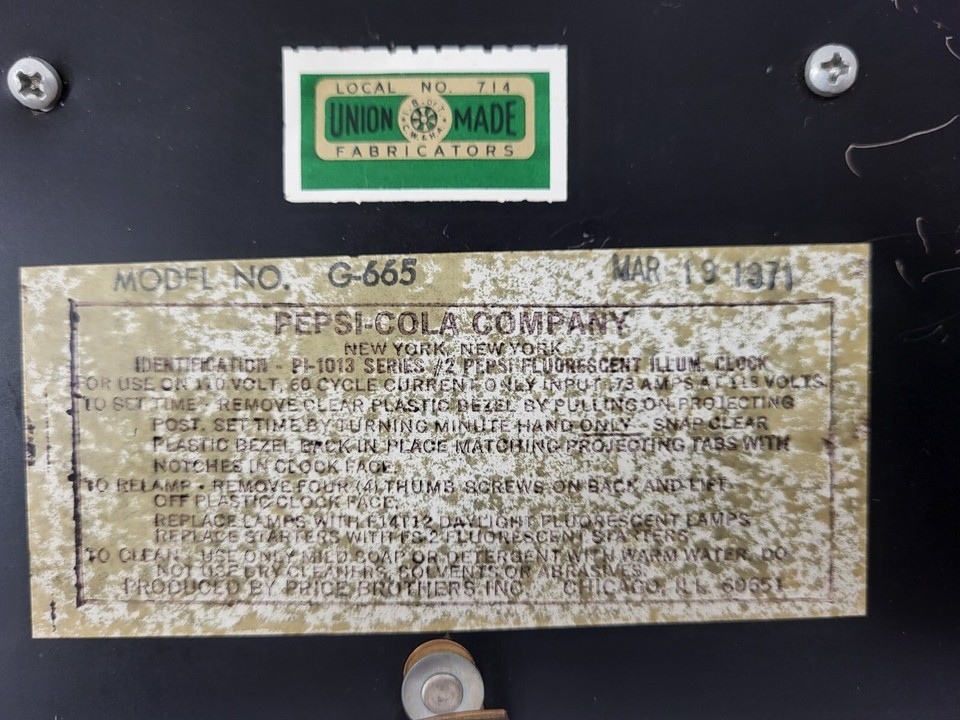 LOCAL NO. 714
UNION MADE
FABRICATORS
MODEL NO. G-665 MAR 19 1971
PEPSI-COLA COMPANY
NEW YORK, NEW YORK
IDENTIFICATION - PI-1013 SERIES #2 PEPSI FLUORESCENT ILLUM. CLOCK
FOR USE ON 110 VOLT, 60 CYCLE CURRENT ONLY INPUT .73 AMPS AT 115 VOLTS.
TO SET TIME - REMOVE CLEAR PLASTIC BEZEL BY PULLING ON PROJECTING
POST. SET TIME BY TURNING MINUTE HAND ONLY - SNAP CLEAR
PLASTIC BEZEL BACK IN PLACE MATCHING PROJECTING TABS WITH
NOTCHES IN CLOCK FACE.
TO RELAMP - REMOVE FOUR (4) THUMB SCREWS ON BACK AND LIFT
OFF PLASTIC CLOCK FACE.
REPLACE LAMPS WITH F14T12 DAYLIGHT FLUORESCENT LAMPS
REPLACE STARTERS WITH FS-2 FLUORESCENT STARTERS
TO CLEAN - USE ONLY MILD SOAP OR DETERGENT WITH WARM WATER. DO
NOT USE DRY CLEANERS, SOLVENTS OR ABRASIVES.
PRODUCED BY PRICE BROTHERS INC. CHICAGO, ILL. 60651